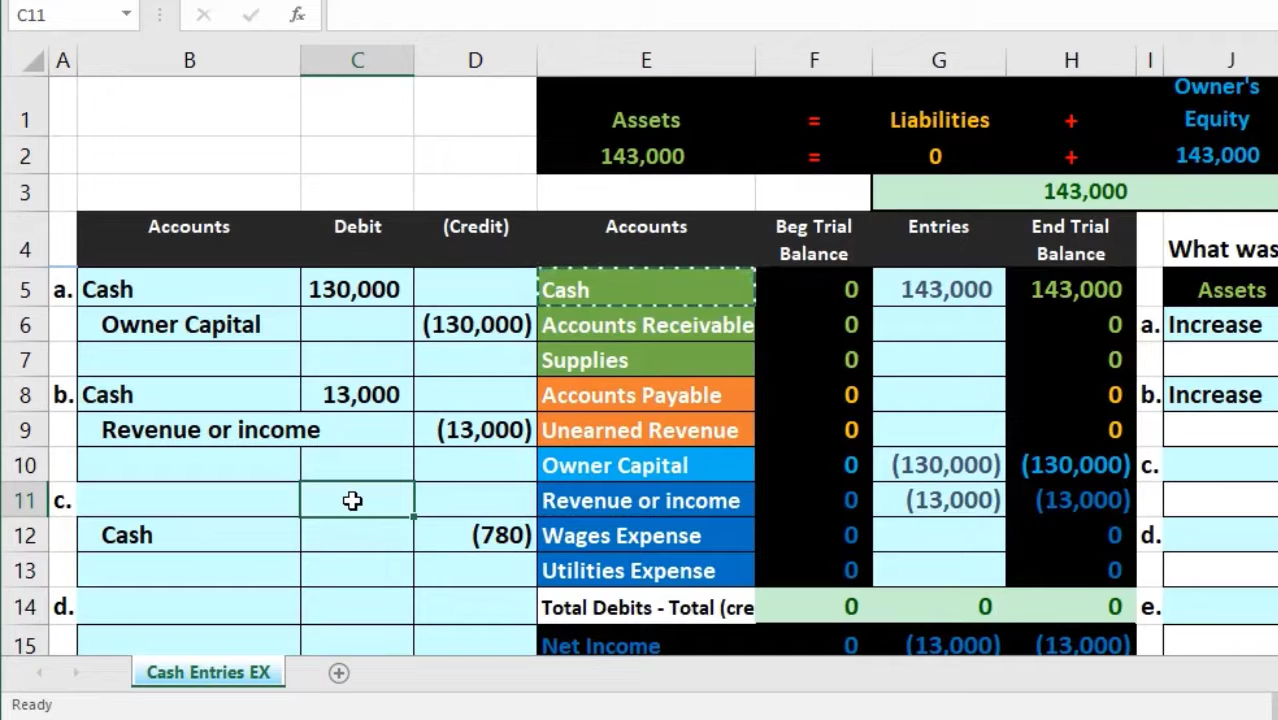 C11 fx
A B C D E F G H I J
Owner's
1 Assets = Liabilities + Equity
2 143,000 = 0 + 143,000
3 143,000
Accounts Debit (Credit) Accounts Beg Trial Entries End Trial
4 Balance Balance What was
5 a. Cash 130,000 Cash 0 143,000 143,000 Assets
6 Owner Capital (130,000) Accounts Receivable 0 0 a. Increase
7 Supplies 0 0
8 b. Cash 13,000 Accounts Payable 0 0 b. Increase
9 Revenue or income (13,000) Unearned Revenue 0 0
10 Owner Capital 0 (130,000) (130,000) c.
11 c. Revenue or income 0 (13,000) (13,000)
12 Cash (780) Wages Expense 0 0 d.
13 Utilities Expense 0 0
14 d. Total Debits - Total (cre 0 0 0 e.
15 Net Income 0 (13,000) (13,000)
Cash Entries EX
Ready